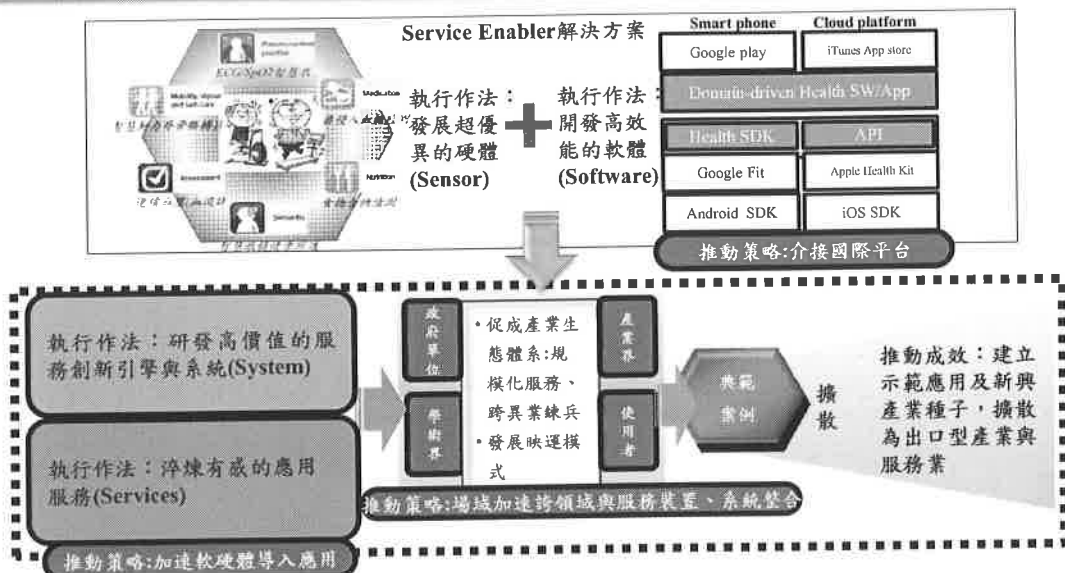 Service Enabler解決方案
ECG/SpO2智慧衣
Medication
Assessment
Nutrition
Security
執行作法：
發展超優
異的硬體
(Sensor)
執行作法：
開發高效
能的軟體
(Software)
Smart phone
Cloud platform
Google play
iTunes App store
Domain-driven Health SW/App
Health SDK
API
Google Fit
Apple Health Kit
Android SDK
iOS SDK
推動策略:介接國際平台
執行作法：研發高價值的服
務創新引擎與系統(System)
執行作法：淬煉有感的應用
服務(Services)
推動策略:加速軟硬體導入應用
政府單位
學術界
•促成產業生
態體系:規
模化服務、
跨異業練兵
•發展映運模
式
產業界
使用者
推動策略:場域加速跨領域與服務裝置、系統整合
典範
案例
擴
散
推動成效：建立
示範應用及新興
產業種子，擴散
為出口型產業與
服務業